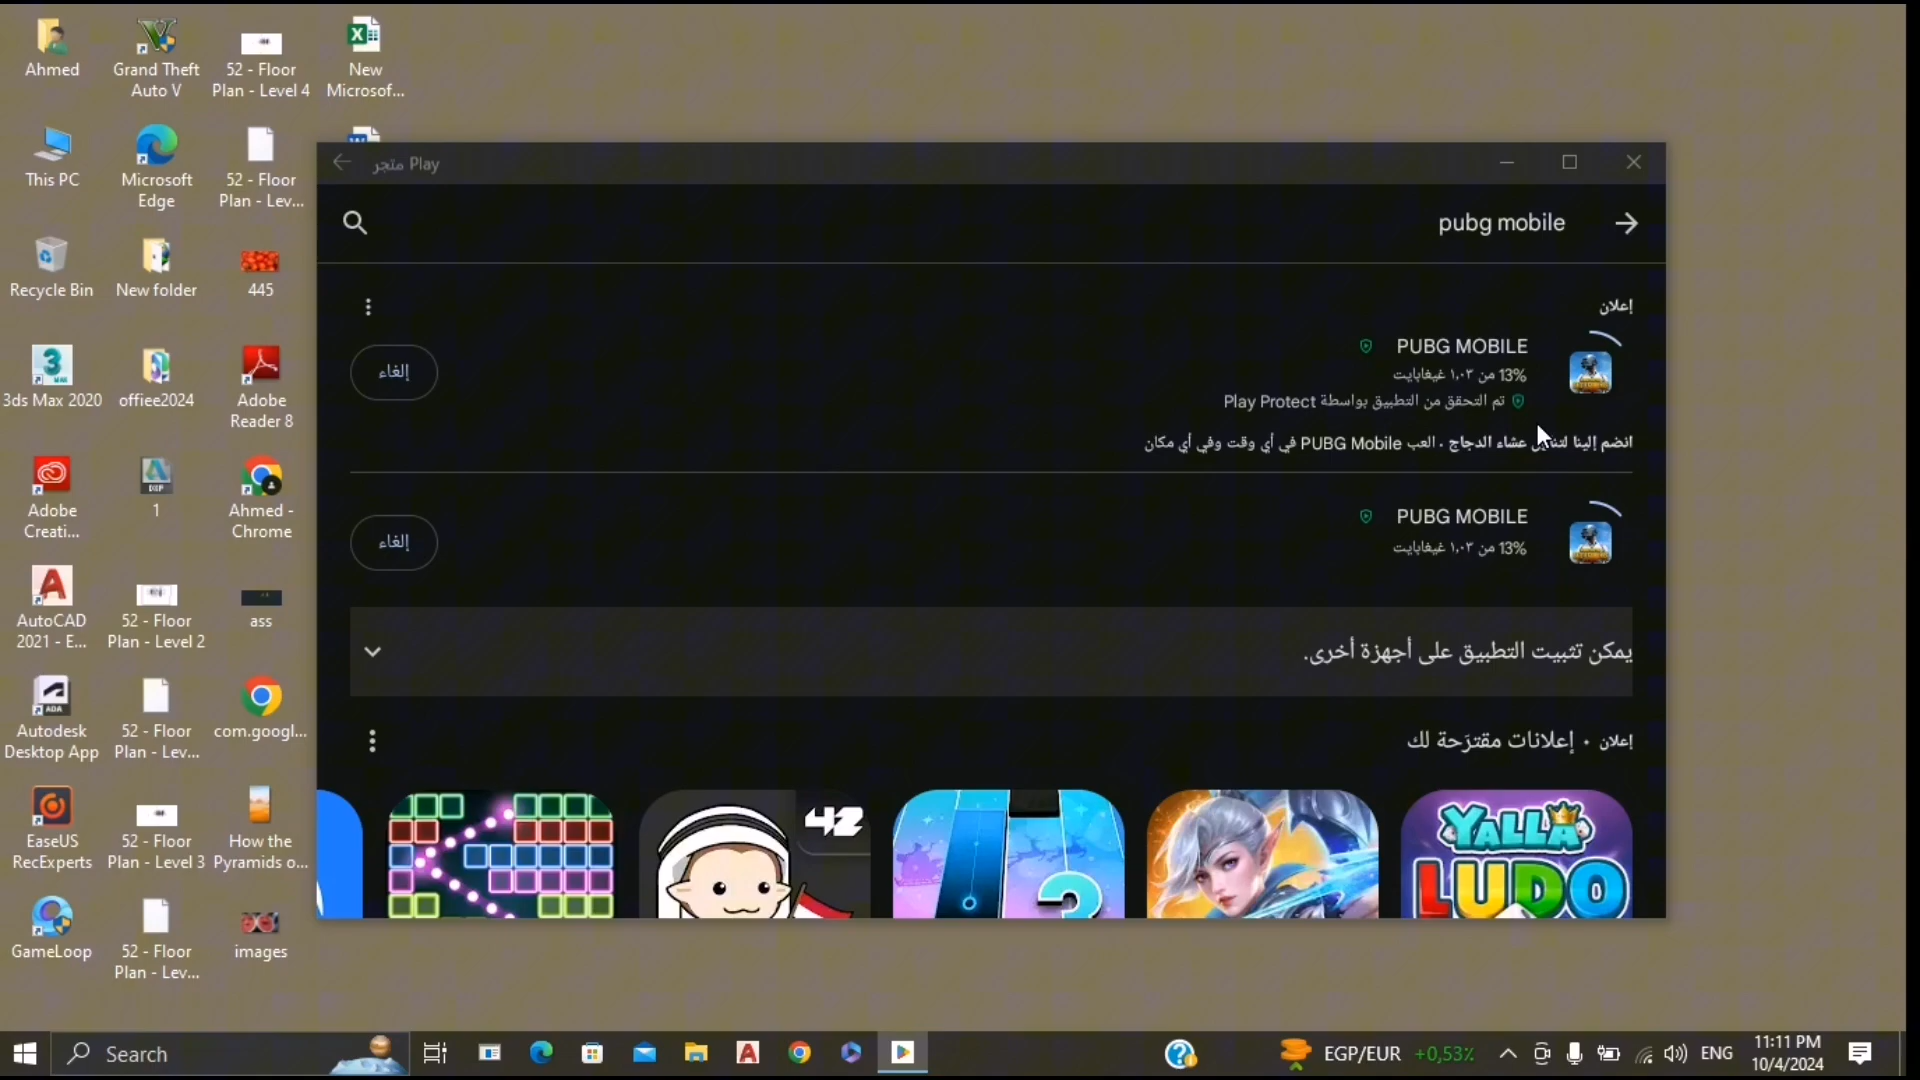 Ahmed
Grand Theft
Auto V
52 - Floor
Plan - Level 4
New
Microsof...
This PC
Microsoft
Edge
52 - Floor
Plan - Lev...
Recycle Bin
New folder
445
3ds Max 2020
offiee2024
Adobe
Reader 8
Adobe
Creati...
1
Ahmed -
Chrome
AutoCAD
2021 - E...
52 - Floor
Plan - Level 2
ass
Autodesk
Desktop App
52 - Floor
Plan - Lev...
com.googl...
EaseUS
RecExperts
52 - Floor
Plan - Level 3
How the
Pyramids o...
GameLoop
52 - Floor
Plan - Lev...
images
متجر Play
pubg mobile
إعلان
PUBG MOBILE
13% من ١٫٠٣ غيغابايت
تم التحقق من التطبيق بواسطة Play Protect
إلغاء
انضم إلينا عشاء الدجاج · العب PUBG Mobile في أي وقت وفي أي مكان
PUBG MOBILE
13% من ١٫٠٣ غيغابايت
إلغاء
يمكن تثبيت التطبيق على أجهزة أخرى.
إعلان · إعلانات مقترَحة لك
42
3
YALLA
LUDO
Search
EGP/EUR +0,53%
ENG
11:11 PM
10/4/2024